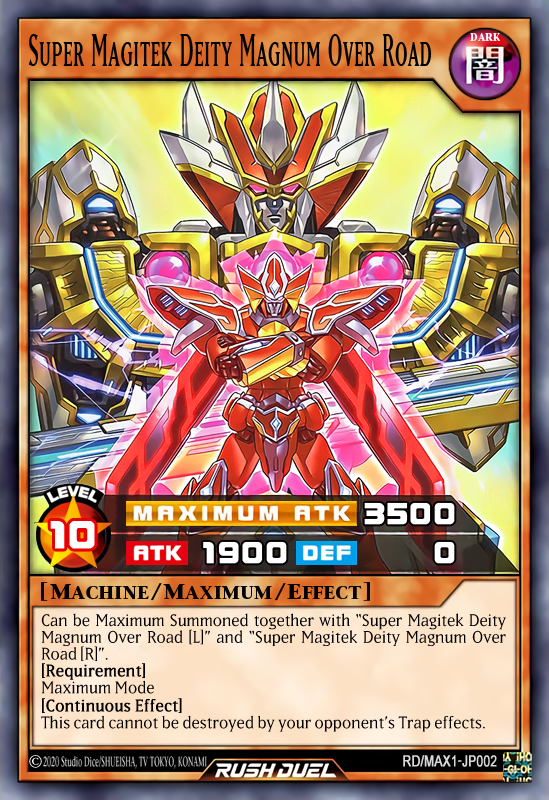 Super Magitek Deity Magnum Over Road
DARK
闇
LEVEL
10
MAXIMUM ATK 3500
ATK 1900 DEF 0
[Machine/Maximum/Effect]
Can be Maximum Summoned together with “Super Magitek Deity
Magnum Over Road [L]” and “Super Magitek Deity Magnum Over
Road [R]”.
[Requirement]
Maximum Mode
[Continuous Effect]
This card cannot be destroyed by your opponent’s Trap effects.
©2020 Studio Dice/SHUEISHA, TV TOKYO, KONAMI
RUSH DUEL
RD/MAX1-JP002